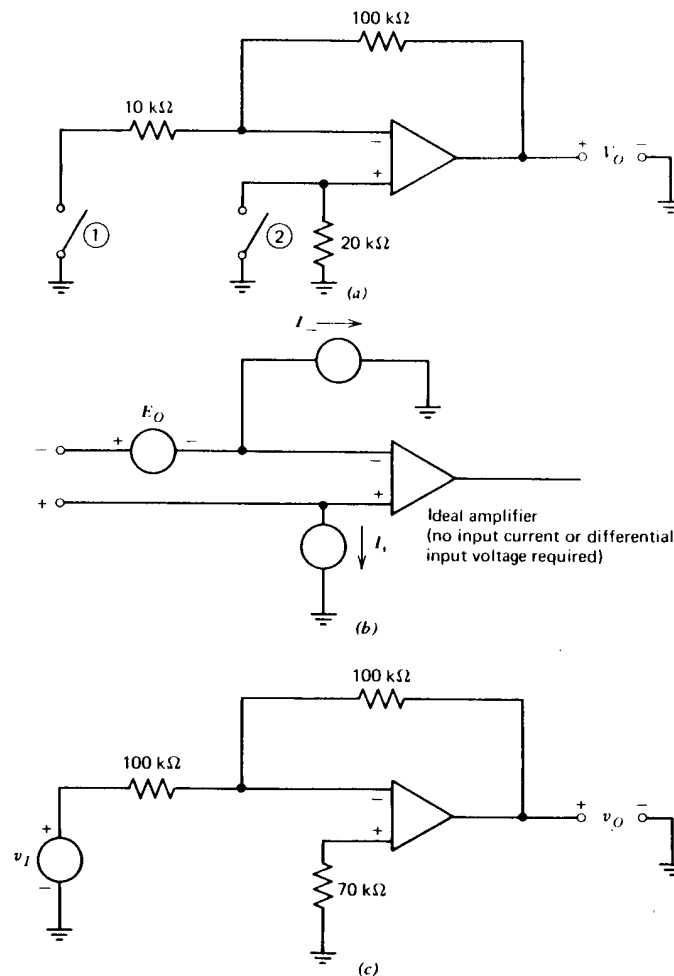 100 kΩ
10 kΩ
−
+
+ V_O −
① ②
20 kΩ
(a)
I_− →
E_O
− + −
−
+ +
Ideal amplifier
(no input current or differential
input voltage required)
I_+
(b)
100 kΩ
100 kΩ
−
+
+ v_O −
+
v_I
−
70 kΩ
(c)